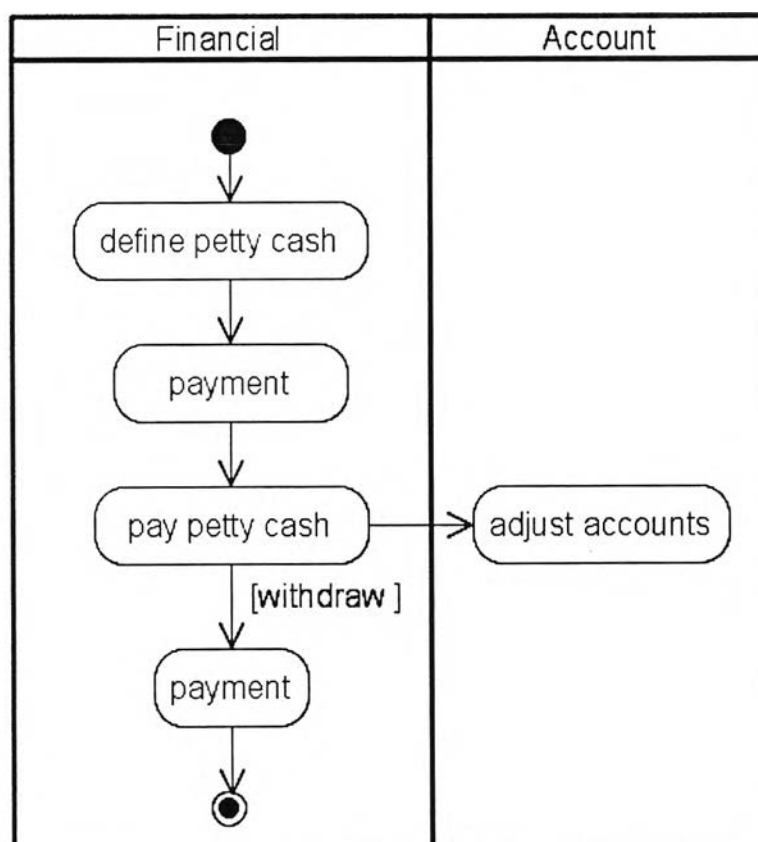 Financial
Account
define petty cash
payment
pay petty cash
adjust accounts
[withdraw ]
payment